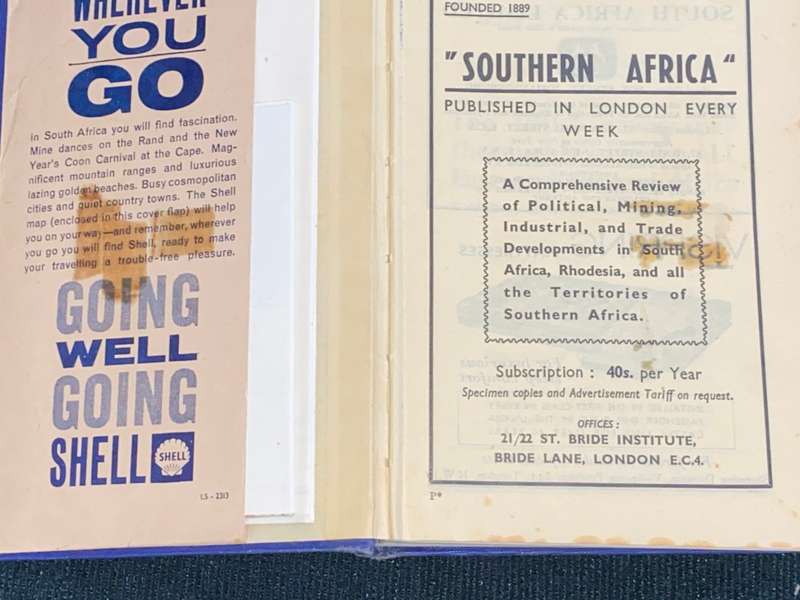 WHEREVER
YOU
GO
in South Africa you will find fascination.
Mine dances on the Rand and the New
Year's Coon Carnival at the Cape. Mag-
nificent mountain ranges and luxurious
lazing golden beaches. Busy cosmopolitan
cities and quiet country towns. The Shell
map (enclosed in this cover flap) will help
you on your way—and remember, wherever
you go you will find Shell, ready to make
your travelling a trouble-free pleasure.
GOING
WELL
GOING
SHELL
SHELL
LS - 2313
FOUNDED 1889
"SOUTHERN AFRICA"
PUBLISHED IN LONDON EVERY
WEEK
A Comprehensive Review
of Political, Mining,
Industrial, and Trade
Developments in South
Africa, Rhodesia, and all
the Territories of
Southern Africa.
Subscription : 40s. per Year
Specimen copies and Advertisement Tariff on request.
OFFICES :
21/22 ST. BRIDE INSTITUTE,
BRIDE LANE, LONDON E.C.4.
P*